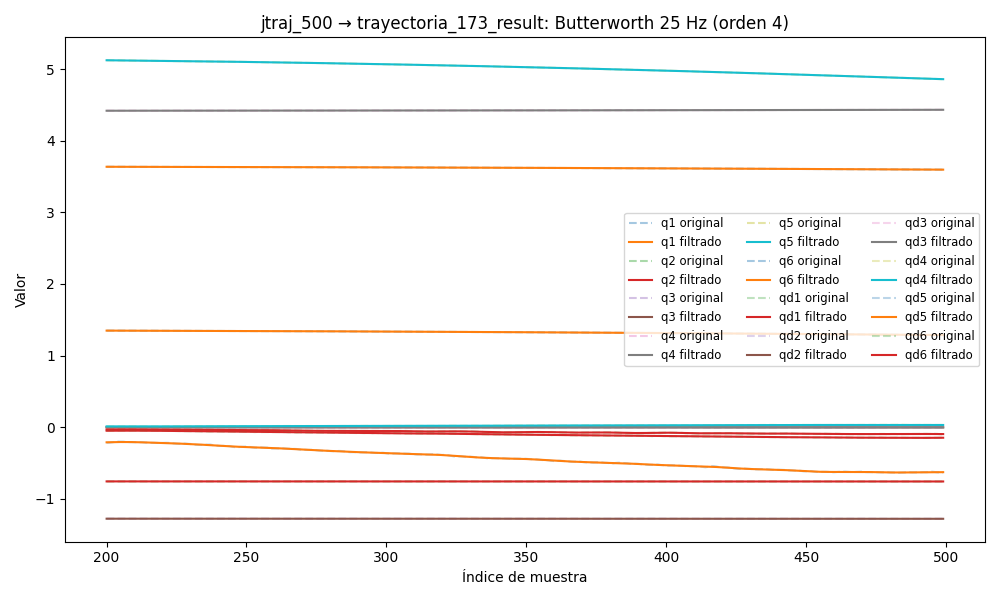 jtraj_500 → trayectoria_173_result: Butterworth 25 Hz (orden 4)
Valor
5
4
3
2
1
0
−1
q1 original
q1 filtrado
q2 original
q2 filtrado
q3 original
q3 filtrado
q4 original
q4 filtrado
q5 original
q5 filtrado
q6 original
q6 filtrado
qd1 original
qd1 filtrado
qd2 original
qd2 filtrado
qd3 original
qd3 filtrado
qd4 original
qd4 filtrado
qd5 original
qd5 filtrado
qd6 original
qd6 filtrado
200
250
300
350
400
450
500
Índice de muestra